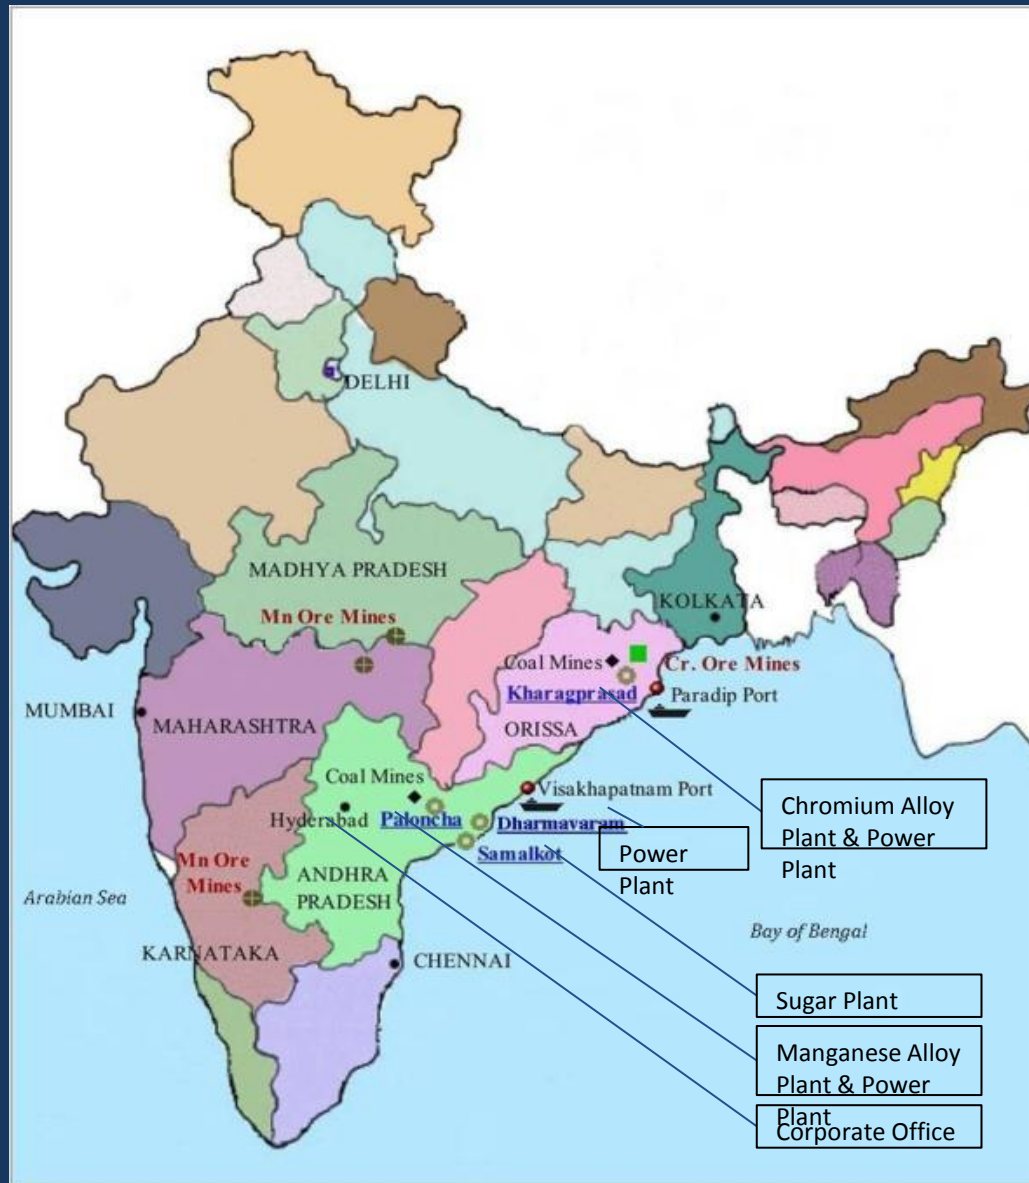 DELHI
MADHYA PRADESH
Mn Ore Mines
KOLKATA
Coal Mines
Cr. Ore Mines
Kharagprasad
Paradip Port
MUMBAI
MAHARASHTRA
ORISSA
Coal Mines
Visakhapatnam Port
Hyderabad
Paloncha
Dharmavaram
Samalkot
Chromium Alloy
Plant & Power
Plant
Power
Plant
Mn Ore
Mines
ANDHRA
PRADESH
Arabian Sea
Bay of Bengal
KARNATAKA
CHENNAI
Sugar Plant
Manganese Alloy
Plant & Power
Plant
Corporate Office